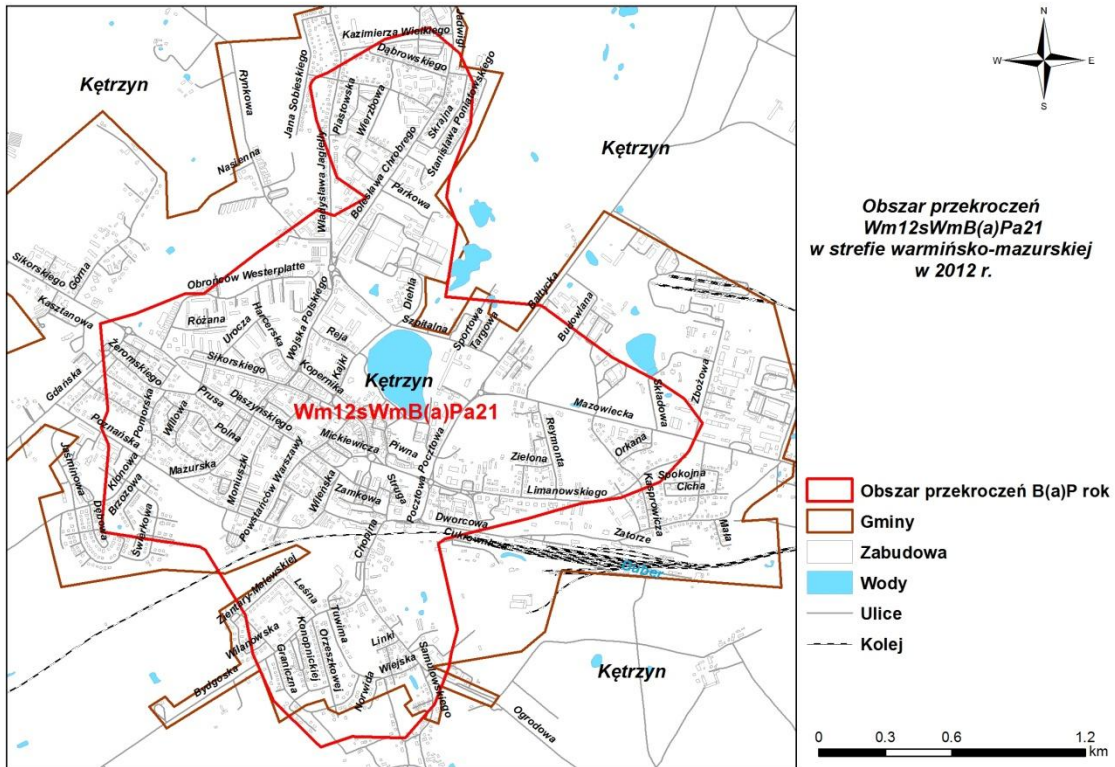 Kazimierza Wielkiego
Jadwigi
Dąbrowskiego
Kętrzyn
Rynkowa
Jana Sobieskiego
Piastowska
Wierzbowa
Skrajna
Stanisława Poniatowskiego
Bolesława Chrobrego
Władysława Jagiełły
Nasienna
Parkowa
Kętrzyn
Sikorskiego
Górna
Kasztanowa
Obrońców Westerplatte
Diehla
Szpitalna
Sportowa
Targowa
Bałtycka
Budowlana
Różana
Urocza
Harcerska
Wojska Polskiego
Reja
Kajki
Kopernika
Sikorskiego
Żeromskiego
Gdańska
Kętrzyn
Wm12sWmB(a)Pa21
Mazowiecka
Składowa
Zbożowa
Prusa
Daszyńskiego
Pomorska
Willowa
Polna
Poznańska
Mickiewicza
Piwna
Pocztowa
Pocztowa
Reymonta
Zielona
Orkana
Jaśminowa
Klonowa
Brzozowa
Mazurska
Moniuszki
Powstańców Warszawy
Wileńska
Zamkowa
Struga
Limanowskiego
Spokojna
Cicha
Kasprowicza
Dębowa
Świerkowa
Dworcowa
Cukrownicza
Zatorze
Mała
Chopina
Guber
Zientary-Malewskiej
Leśna
Tuwima
Wilanowska
Konopnickiej
Orzeszkowej
Graniczna
Linki
Wiejska
Norwida
Samulowskiego
Bydgoska
Ogrodowa
Kętrzyn
N
W
E
S
Obszar przekroczeń
Wm12sWmB(a)Pa21
w strefie warmińsko-mazurskiej
w 2012 r.
Obszar przekroczeń B(a)P rok
Gminy
Zabudowa
Wody
Ulice
Kolej
0 0.3 0.6 1.2
km